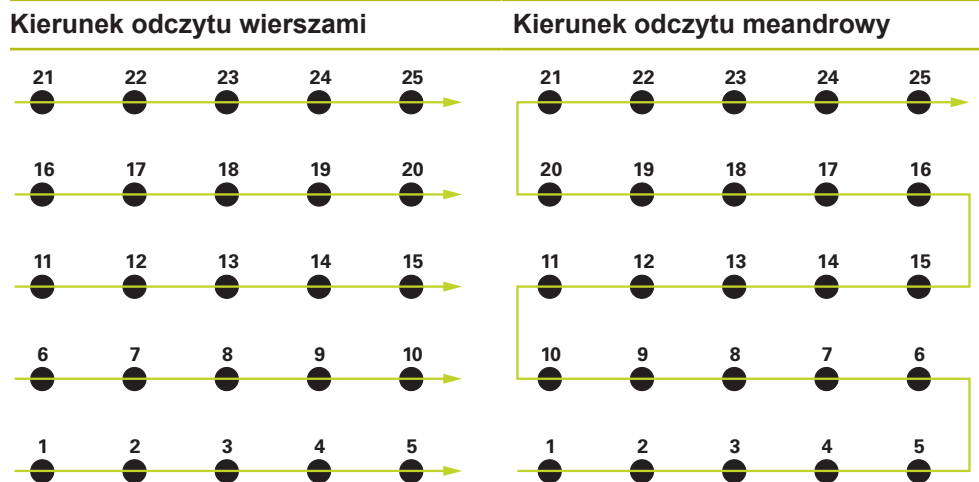 Kierunek odczytu wierszami
21 22 23 24 25
16 17 18 19 20
11 12 13 14 15
6 7 8 9 10
1 2 3 4 5
Kierunek odczytu meandrowy
21 22 23 24 25
20 19 18 17 16
11 12 13 14 15
10 9 8 7 6
1 2 3 4 5